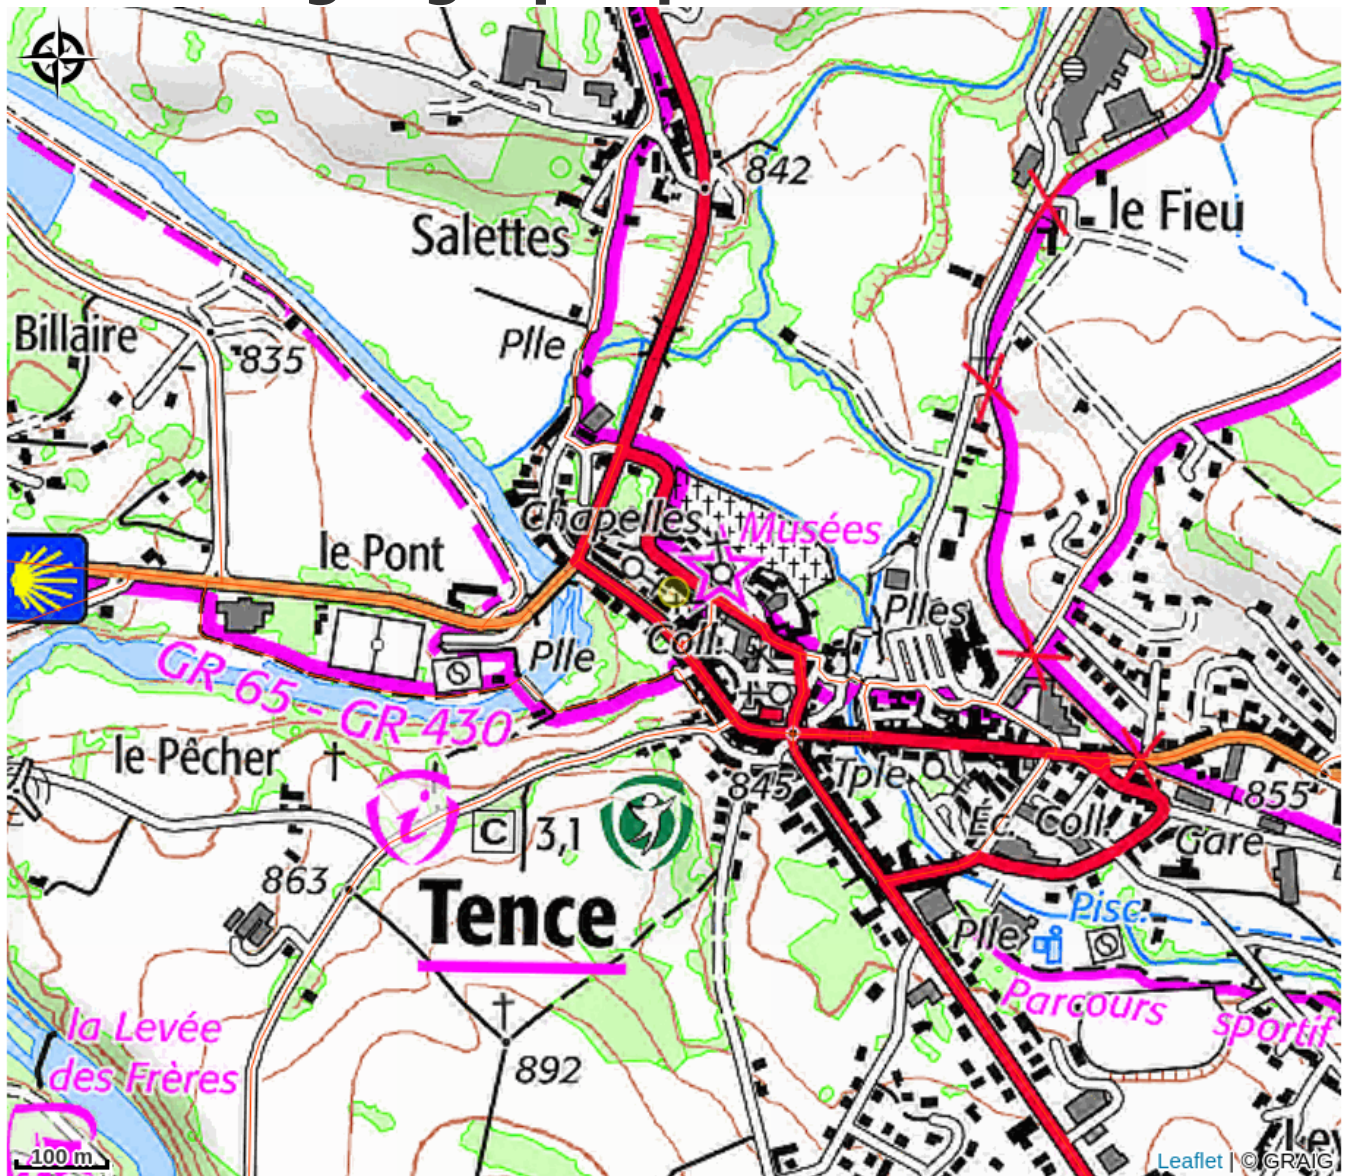 842
le Fieu
Salettes
Plle
Billaire
835
Chapelles
Musées
le Pont
Plles
Coll.
Plle
GR 65 - GR 430
le Pêcher
845
Tple
855
Éc. Coll.
Gare
i
C 3,1
863
Tence
Pisc.
Plle
Parcours sportif
la Levée
des Frères
892
100 m
Leaflet | © GRAIG